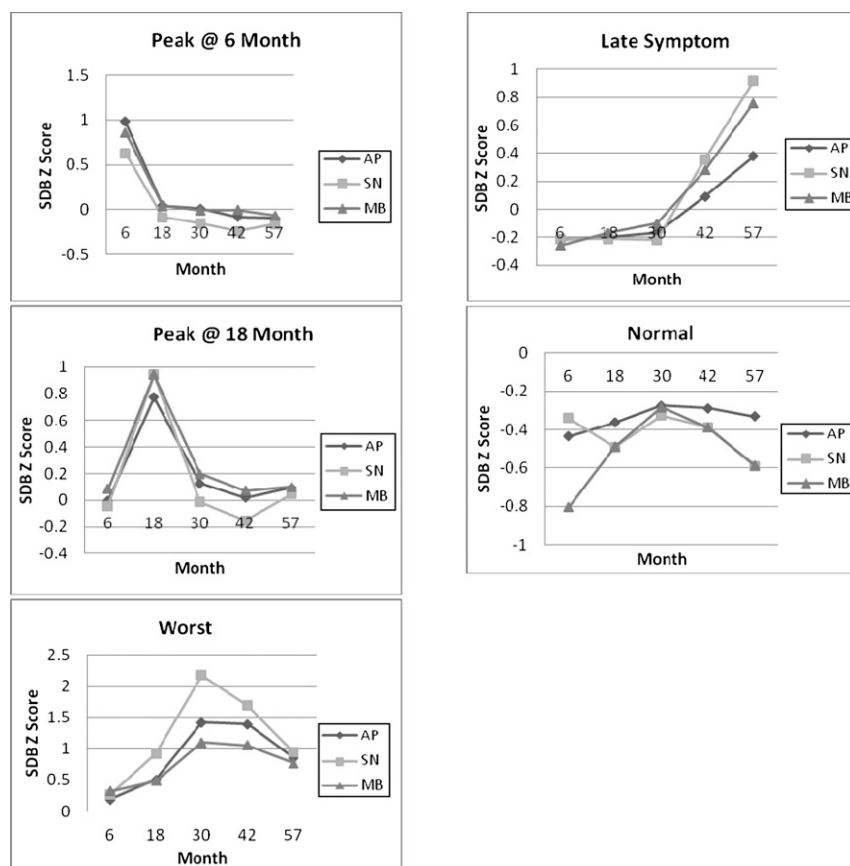 Peak @ 6 Month
1.5
1
0.5
0
-0.5
6 18 30 42 57
SDB Z Score
Month
AP
SN
MB
Late Symptom
1
0.8
0.6
0.4
0.2
0
-0.2
-0.4
6 18 30 42 57
SDB Z Score
Month
AP
SN
MB
Peak @ 18 Month
1
0.8
0.6
0.4
0.2
0
-0.2
-0.4
6 18 30 42 57
SDB Z Score
Month
AP
SN
MB
Normal
0
-0.2
-0.4
-0.6
-0.8
-1
6 18 30 42 57
SDB Z Score
Month
AP
SN
MB
Worst
2.5
2
1.5
1
0.5
0
6 18 30 42 57
SDB Z Score
Month
AP
SN
MB